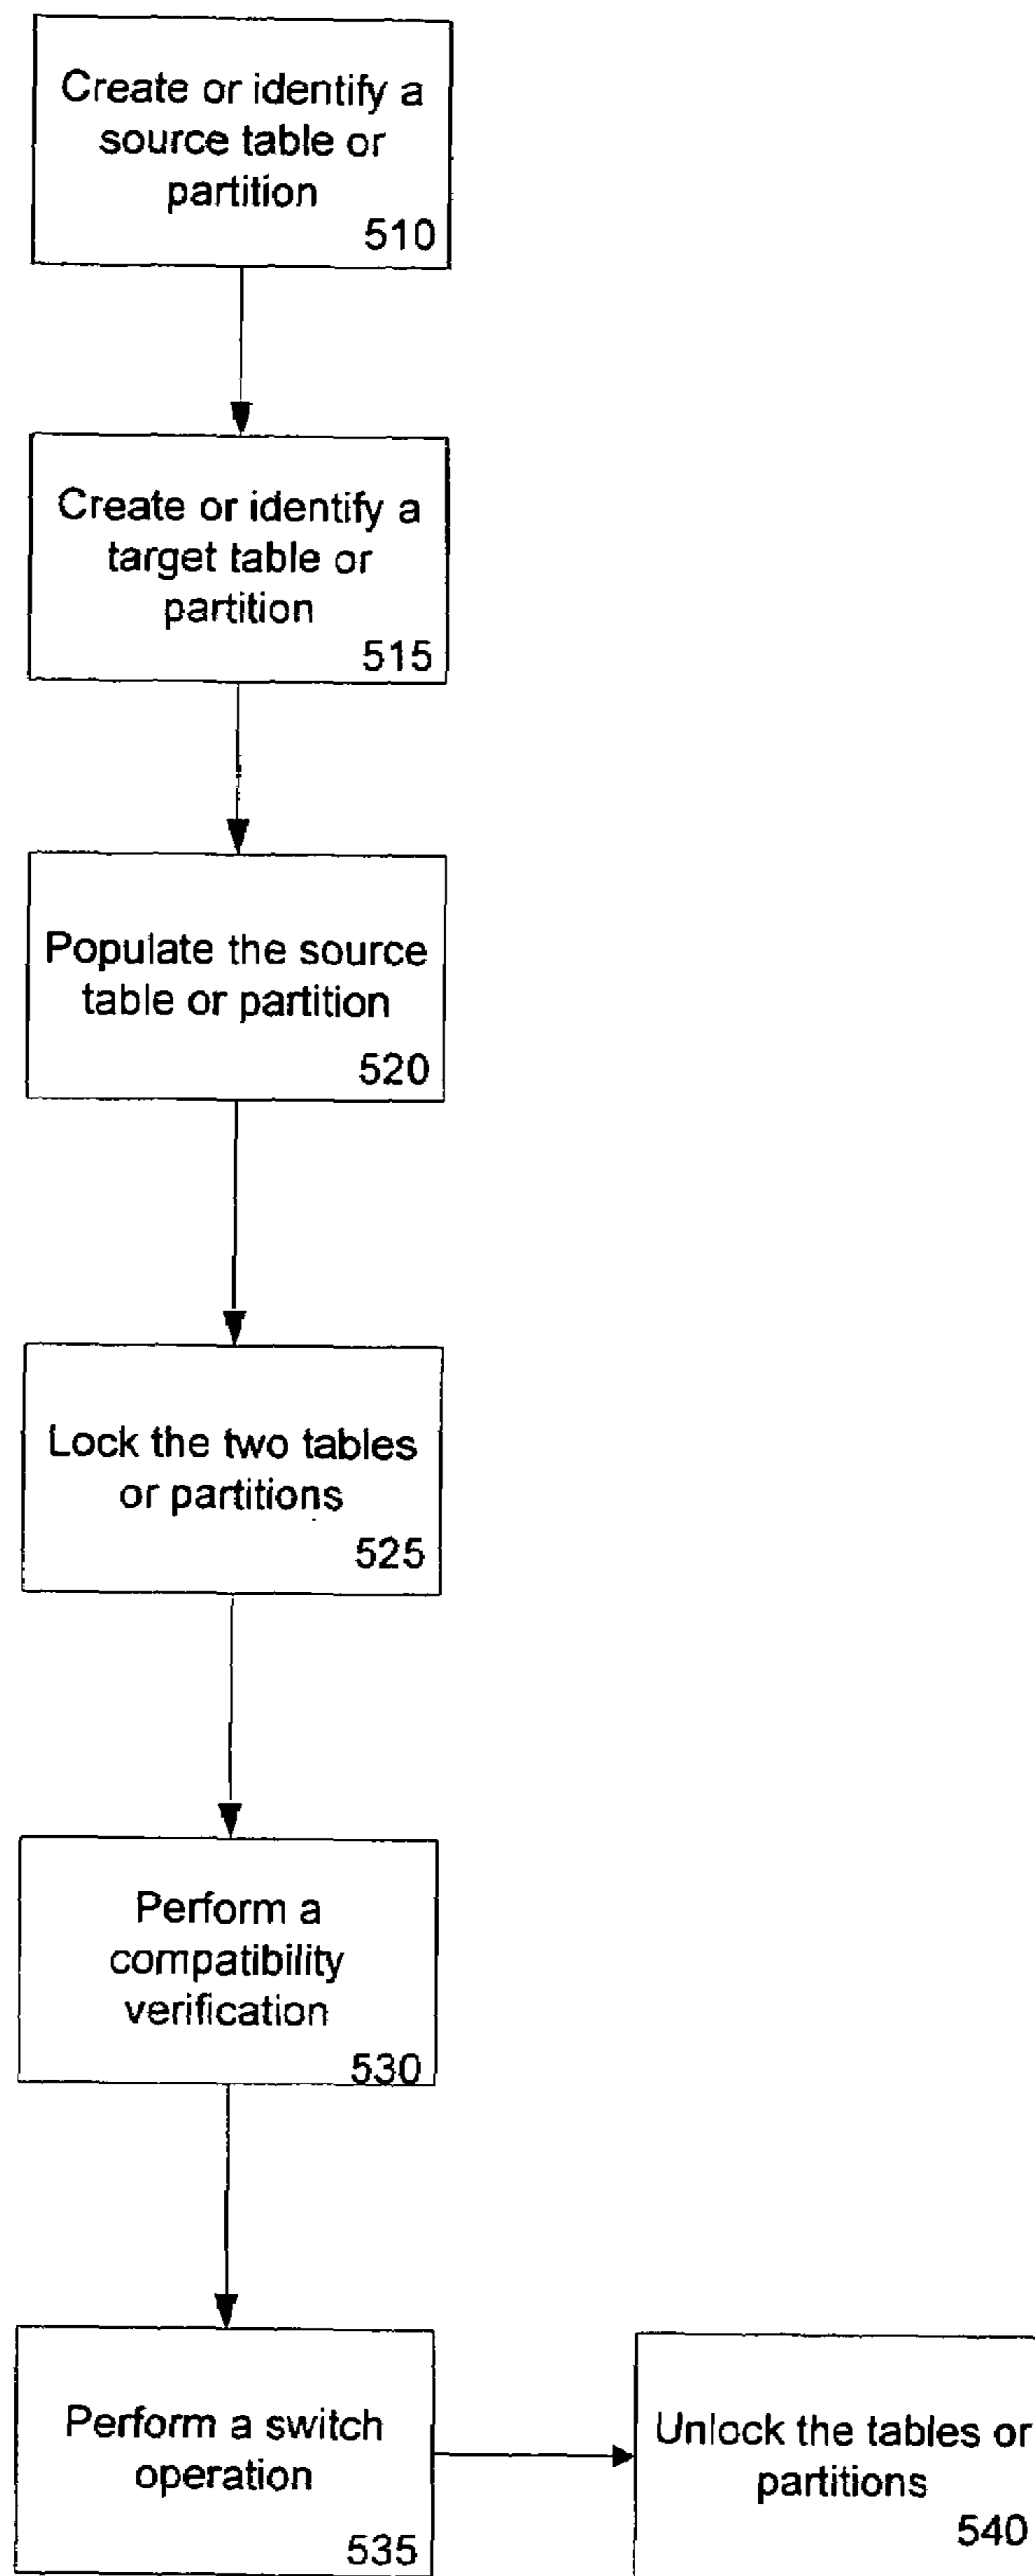 Create or identify a
source table or
partition
510
Create or identify a
target table or
partition
515
Populate the source
table or partition
520
Lock the two tables
or partitions
525
Perform a
compatibility
verification
530
Perform a switch
operation
535
Unlock the tables or
partitions
540